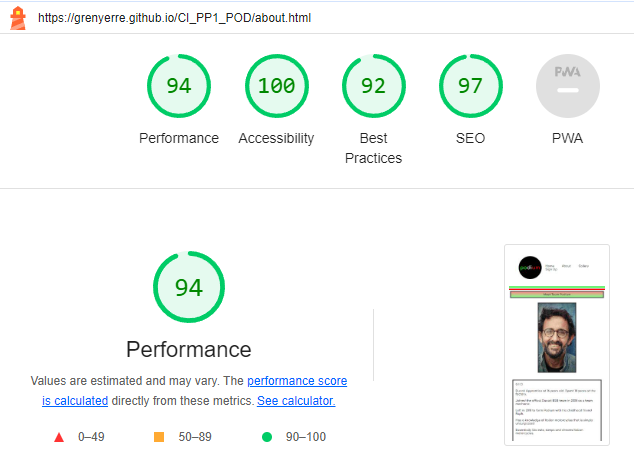 https://grenyerre.github.io/CI_PP1_POD/about.html
94 100 92 97 PWA
Performance Accessibility Best Practices SEO PWA
94
Performance
Values are estimated and may vary. The performance score
is calculated directly from these metrics. See calculator.
0–49 50–89 90–100
Home About
Sign Up